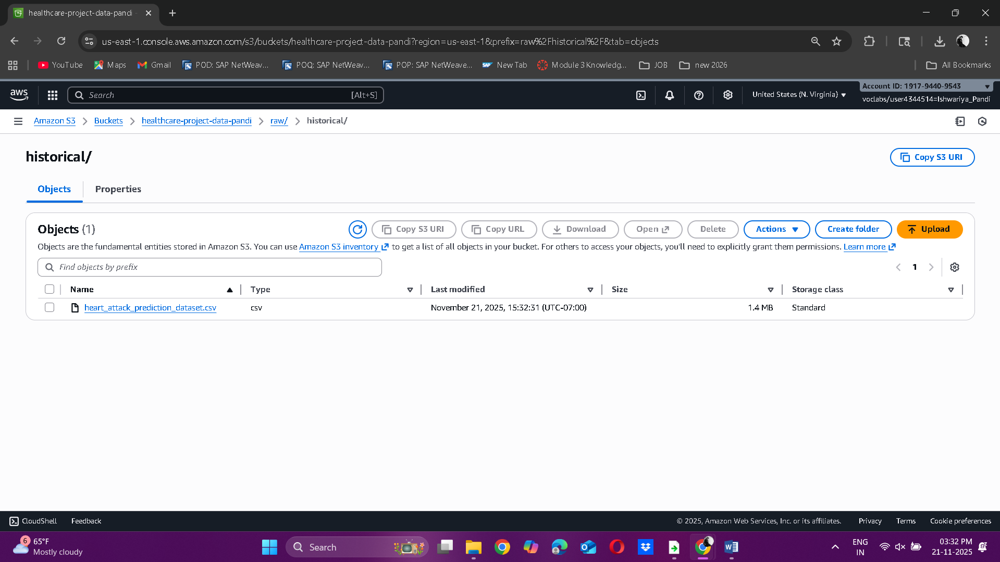 healthcare-project-data-pandi -
us-east-1.console.aws.amazon.com/s3/buckets/healthcare-project-data-pandi?region=us-east-1&prefix=raw%2Fhistorical%2F&tab=objects
YouTube Maps Gmail POD: SAP NetWeav... POQ: SAP NetWeav... POP: SAP NetWeave... SAP New Tab Module 3 Knowledg... JOB new 2026 All Bookmarks
aws Search [Alt+S] United States (N. Virginia) Account ID: 1917-9440-9543
voclabs/user4344514=Ishwariya_Pandi
Amazon S3 Buckets healthcare-project-data-pandi raw/ historical/
historical/ Copy S3 URI
Objects Properties
Objects (1) Copy S3 URI Copy URL Download Open Delete Actions Create folder Upload
Objects are the fundamental entities stored in Amazon S3. You can use Amazon S3 inventory to get a list of all objects in your bucket. For others to access your objects, you'll need to explicitly grant them permissions. Learn more
Find objects by prefix 1
Name Type Last modified Size Storage class
heart_attack_prediction_dataset.csv csv November 21, 2025, 15:32:31 (UTC-07:00) 1.4 MB Standard
CloudShell Feedback © 2025, Amazon Web Services, Inc. or its affiliates. Privacy Terms Cookie preferences
6 65°F
Mostly cloudy
Search
ENG
IN
03:32 PM
21-11-2025